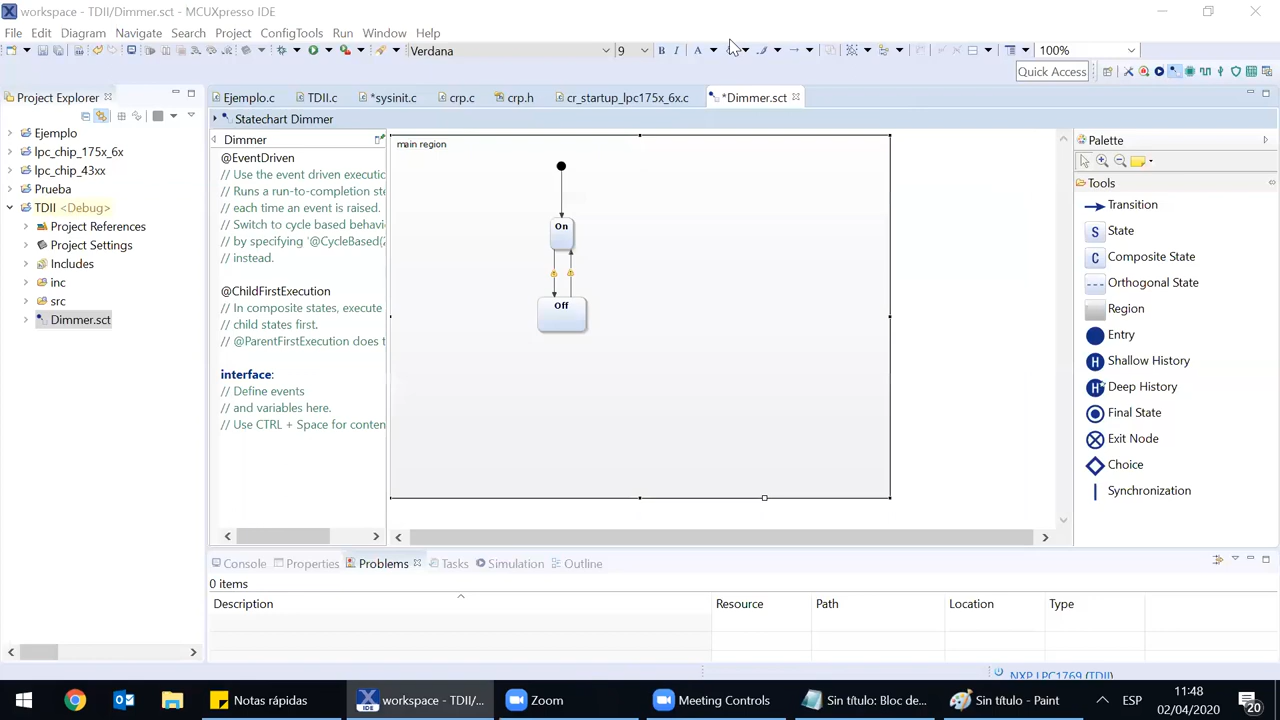 workspace - TDII/Dimmer.sct - MCUXpresso IDE
File Edit Diagram Navigate Search Project ConfigTools Run Window Help
Verdana 9 B I A 100%
Quick Access
Project Explorer
Ejemplo.c TDII.c *sysinit.c crp.c crp.h cr_startup_lpc175x_6x.c *Dimmer.sct
Statechart Dimmer
Ejemplo
lpc_chip_175x_6x
lpc_chip_43xx
Prueba
TDII <Debug>
Project References
Project Settings
Includes
inc
src
Dimmer.sct
Dimmer
@EventDriven
// Use the event driven executic
// Runs a run-to-completion ste
// each time an event is raised.
// Switch to cycle based behavi
// by specifying '@CycleBased(2
// instead.
@ChildFirstExecution
// In composite states, execute
// child states first.
// @ParentFirstExecution does t
interface:
// Define events
// and variables here.
// Use CTRL + Space for conten
main region
On
Off
Palette
Tools
Transition
S State
C Composite State
Orthogonal State
Region
Entry
H Shallow History
H* Deep History
Final State
Exit Node
Choice
Synchronization
Console Properties Problems Tasks Simulation Outline
0 items
Description Resource Path Location Type
NXP LPC1769 (TDII)
Notas rápidas
IDE workspace - TDII/...
Zoom
Meeting Controls
Sin título: Bloc de...
Sin título - Paint
ESP
11:48
02/04/2020
20